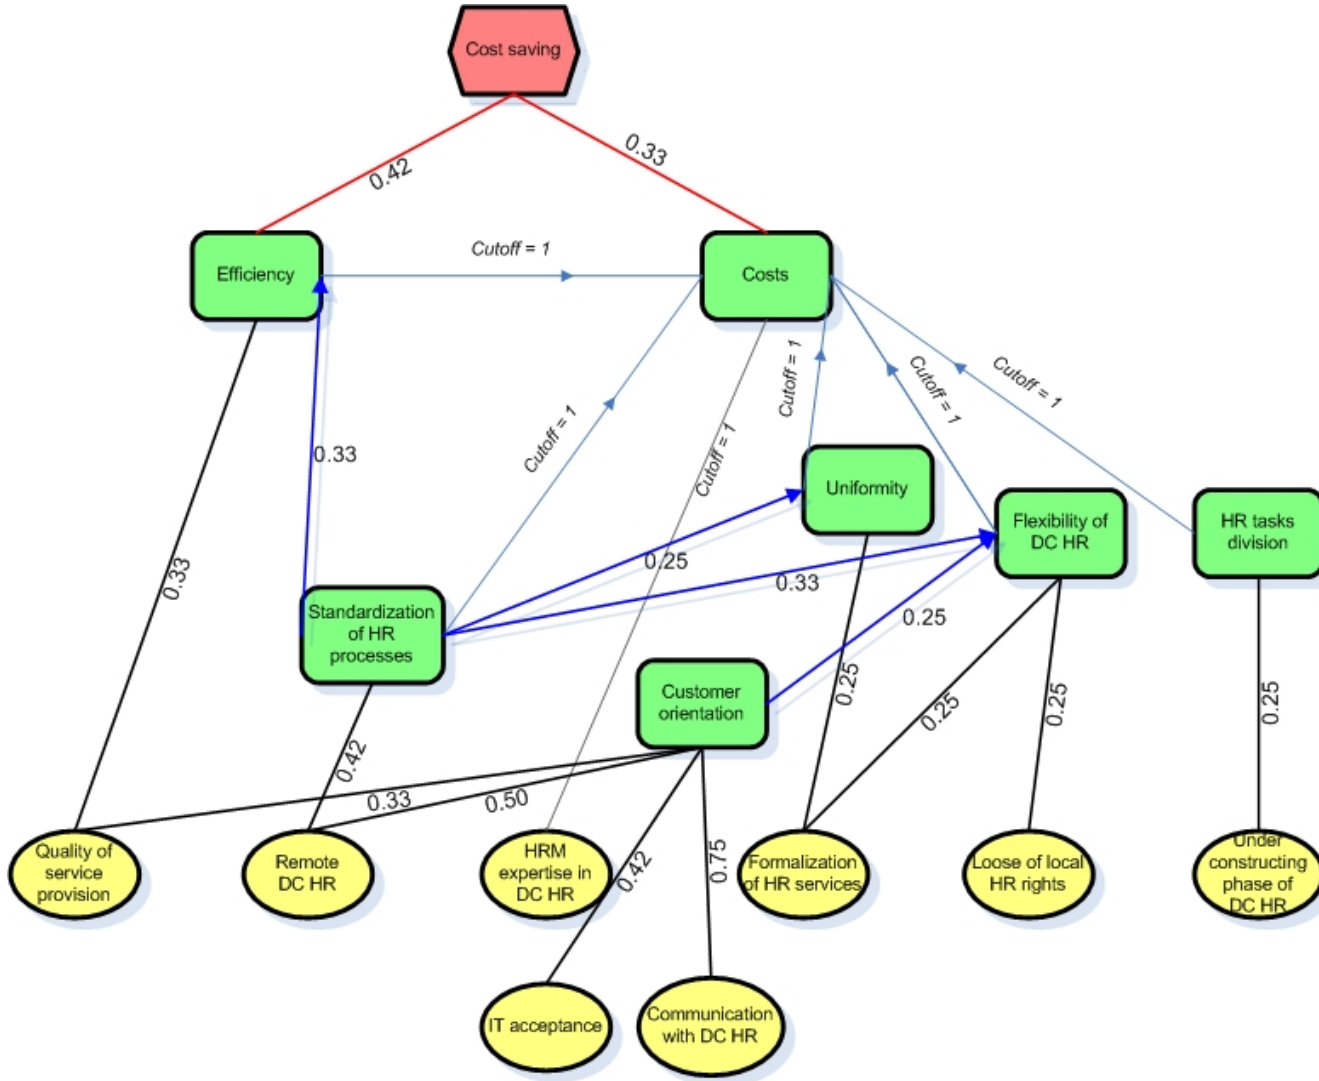 Cost saving
0.42
0.33
Cutoff = 1
Efficiency
Costs
Cutoff = 1
Cutoff = 1
Cutoff = 1
Cutoff = 1
Cutoff = 1
0.33
Uniformity
Flexibility of
DC HR
HR tasks
division
0.33
0.25
0.33
Standardization
of HR
processes
0.25
Customer
orientation
0.25
0.25
0.25
0.25
0.42
0.33
0.50
0.42
0.75
Quality of
service
provision
Remote
DC HR
HRM
expertise in
DC HR
Formalization
of HR services
Loose of local
HR rights
Under
constructing
phase of
DC HR
IT acceptance
Communication
with DC HR